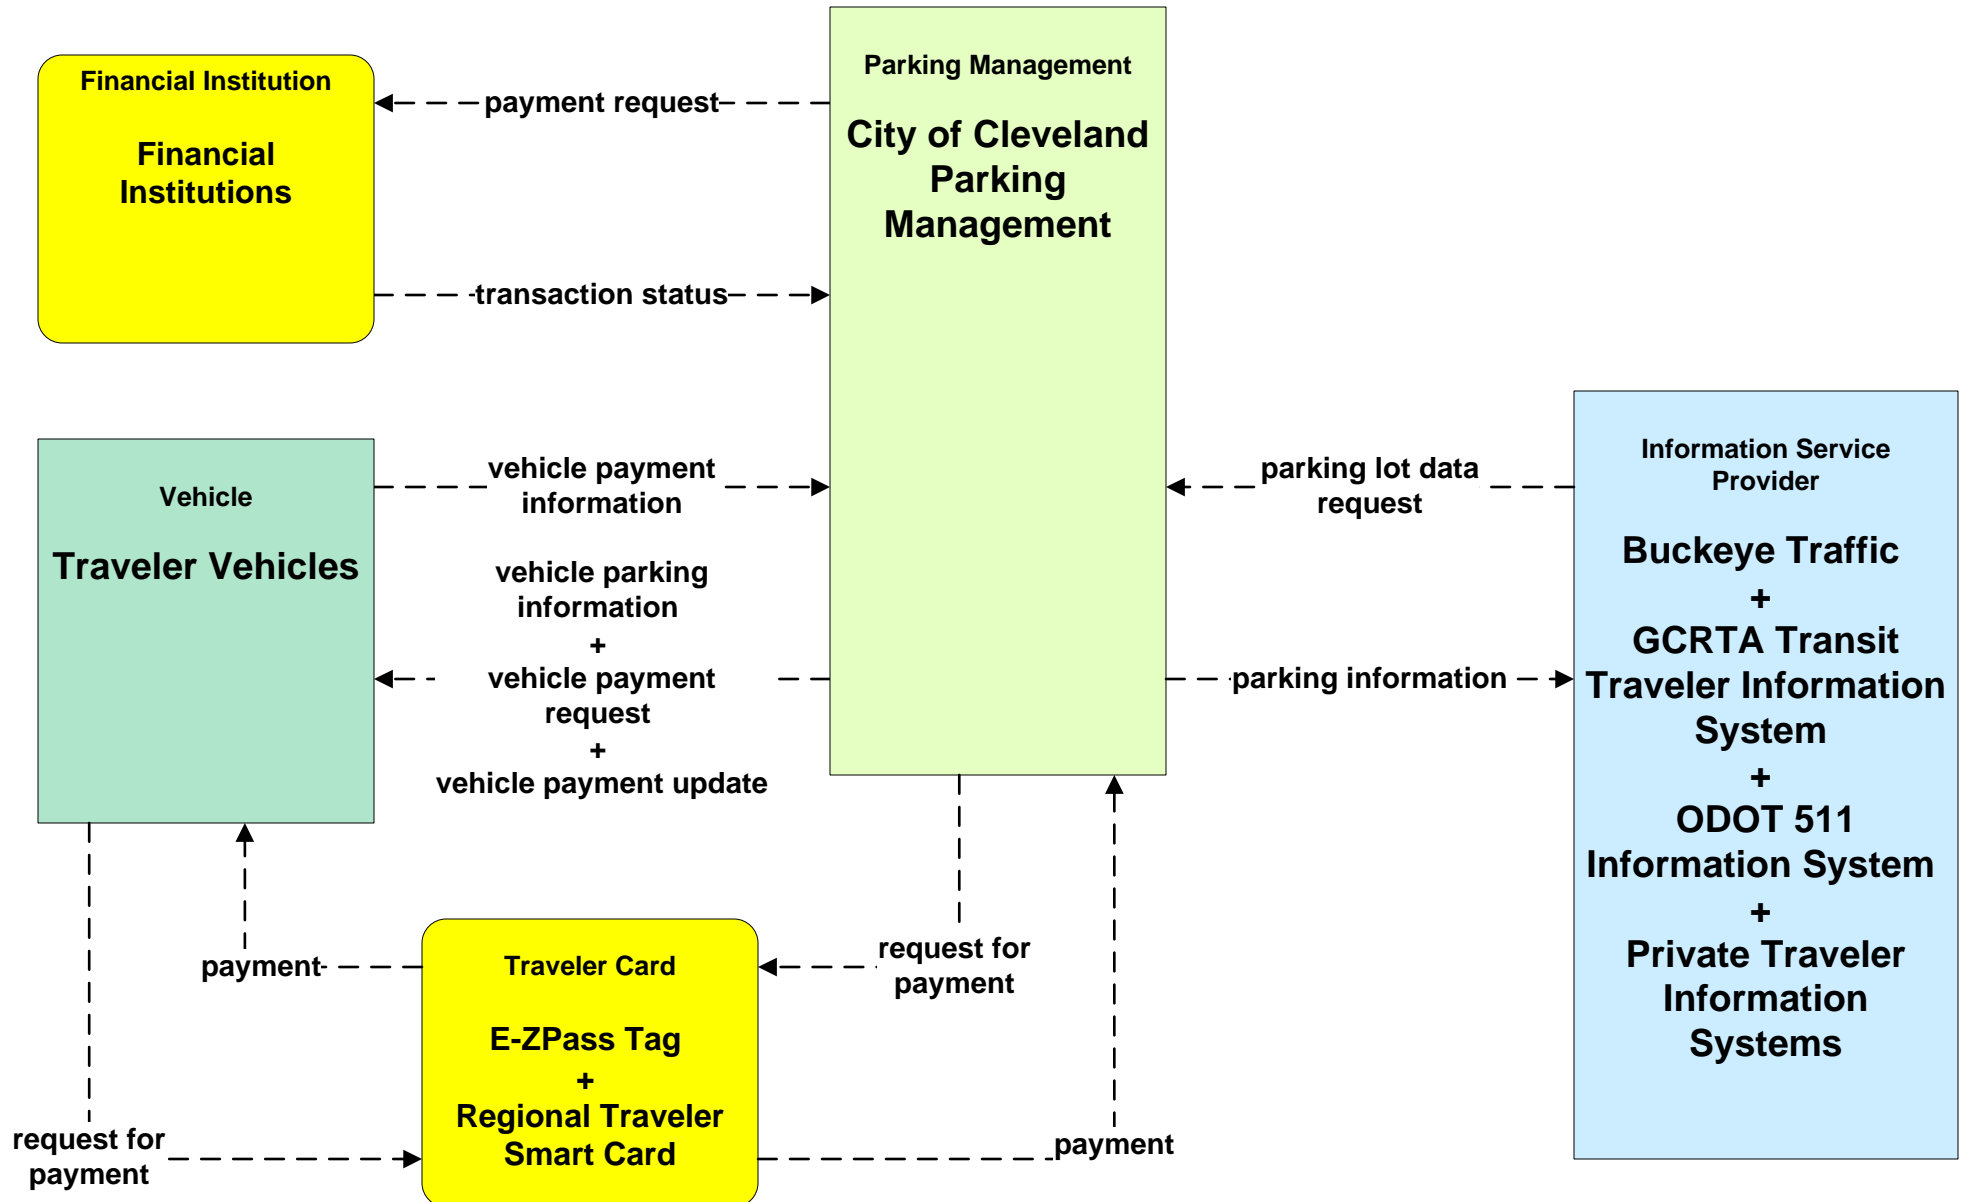 Financial Institution
Financial
Institutions
payment request
transaction status
Parking Management
City of Cleveland
Parking
Management
Vehicle
Traveler Vehicles
vehicle payment
information
vehicle parking
information
+
vehicle payment
request
+
vehicle payment update
parking lot data
request
parking information
Information Service
Provider
Buckeye Traffic
+
GCRTA Transit
Traveler Information
System
+
ODOT 511
Information System
+
Private Traveler
Information
Systems
payment
Traveler Card
E-ZPass Tag
+
Regional Traveler
Smart Card
request for
payment
request for
payment
payment